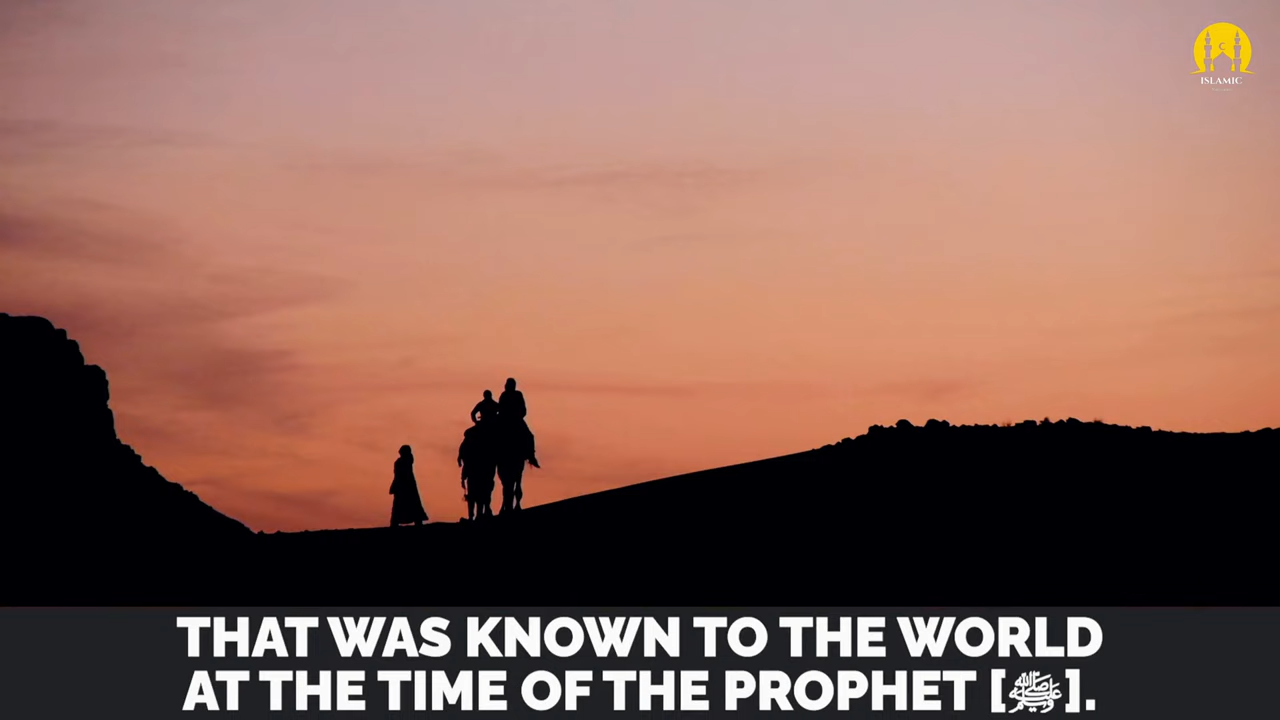 ISLAMIC
THAT WAS KNOWN TO THE WORLD
AT THE TIME OF THE PROPHET [ﷺ].